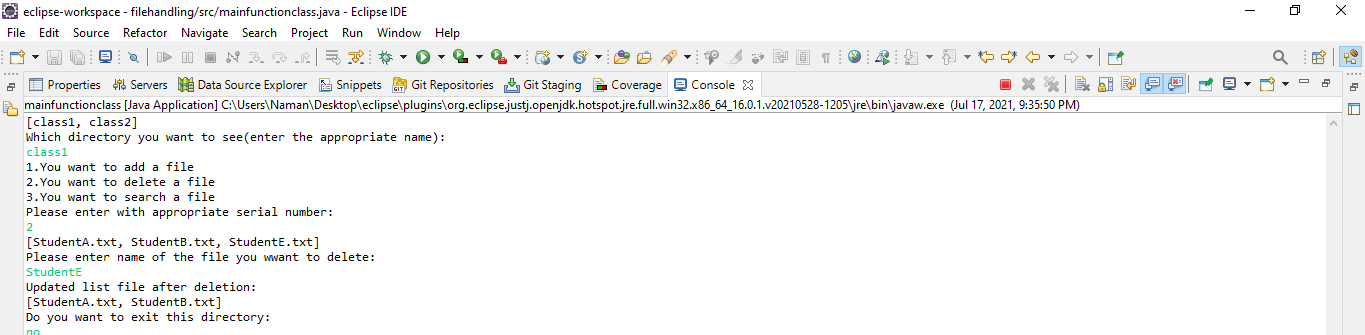 eclipse-workspace - filehandling/src/mainfunctionclass.java - Eclipse IDE
File Edit Source Refactor Navigate Search Project Run Window Help
Properties Servers Data Source Explorer Snippets Git Repositories Git Staging Coverage Console
mainfunctionclass [Java Application] C:\Users\Naman\Desktop\eclipse\plugins\org.eclipse.justj.openjdk.hotspot.jre.full.win32.x86_64_16.0.1.v20210528-1205\jre\bin\javaw.exe (Jul 17, 2021, 9:35:50 PM)
[class1, class2]
Which directory you want to see(enter the appropriate name):
class1
1.You want to add a file
2.You want to delete a file
3.You want to search a file
Please enter with appropriate serial number:
2
[StudentA.txt, StudentB.txt, StudentE.txt]
Please enter name of the file you wwant to delete:
StudentE
Updated list file after deletion:
[StudentA.txt, StudentB.txt]
Do you want to exit this directory:
no